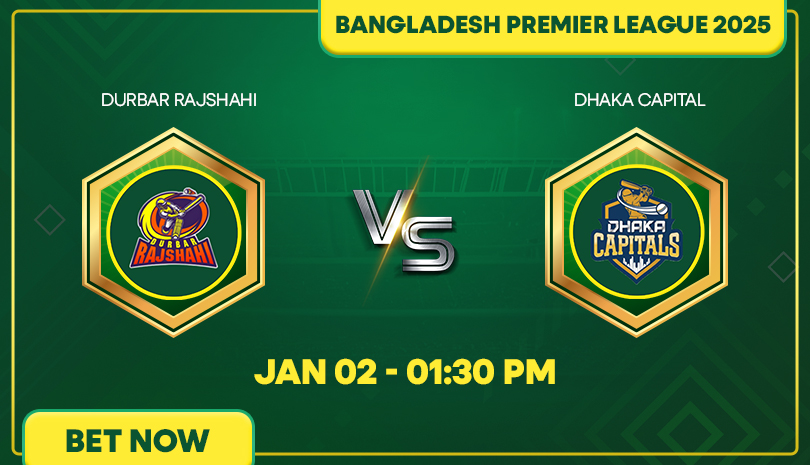 BANGLADESH PREMIER LEAGUE 2025
DURBAR RAJSHAHI
DHAKA CAPITAL
DURBAR
RAJSHAHI
VS
DHAKA
CAPITALS
JAN 02 - 01:30 PM
BET NOW